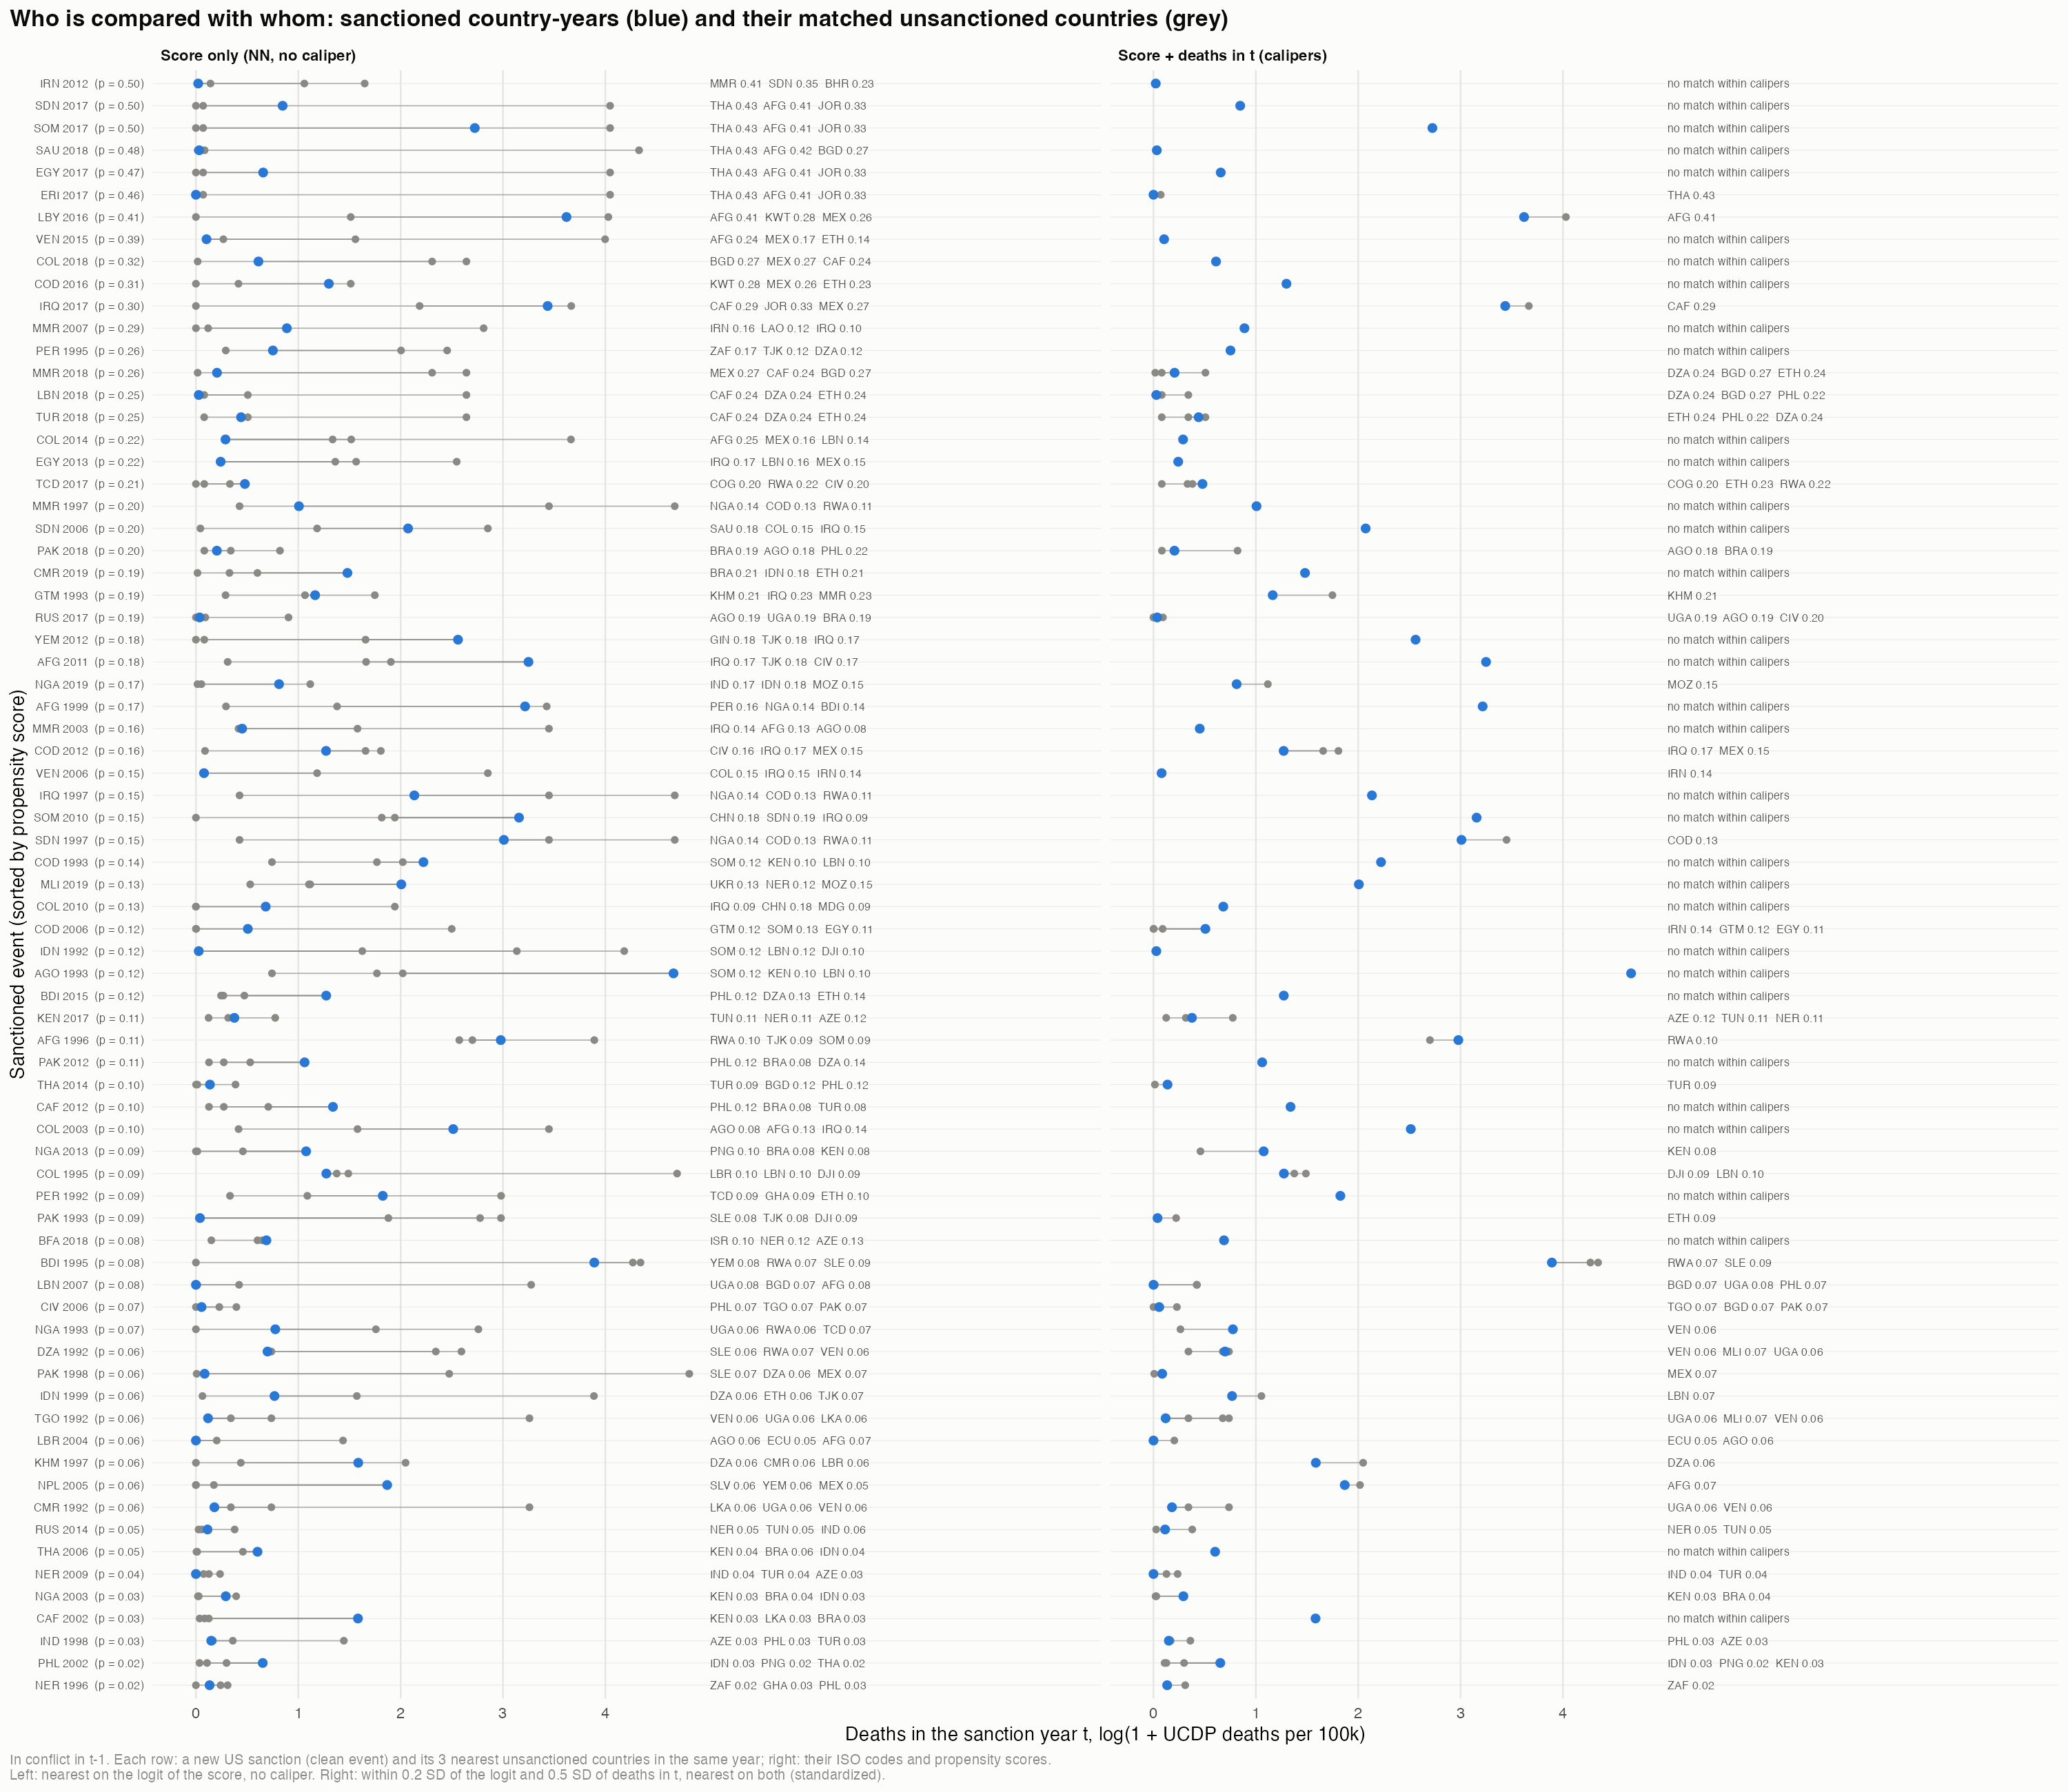 Who is compared with whom: sanctioned country-years (blue) and their matched unsanctioned countries (grey)
Score only (NN, no caliper)
Score + deaths in t (calipers)
IRN 2012 (p = 0.50) MMR 0.41 SDN 0.35 BHR 0.23 no match within calipers
SDN 2017 (p = 0.50) THA 0.43 AFG 0.41 JOR 0.33 no match within calipers
SOM 2017 (p = 0.50) THA 0.43 AFG 0.41 JOR 0.33 no match within calipers
SAU 2018 (p = 0.48) THA 0.43 AFG 0.42 BGD 0.27 no match within calipers
EGY 2017 (p = 0.47) THA 0.43 AFG 0.41 JOR 0.33 no match within calipers
ERI 2017 (p = 0.46) THA 0.43 AFG 0.41 JOR 0.33 THA 0.43
LBY 2016 (p = 0.41) AFG 0.41 KWT 0.28 MEX 0.26 AFG 0.41
VEN 2015 (p = 0.39) AFG 0.24 MEX 0.17 ETH 0.14 no match within calipers
COL 2018 (p = 0.32) BGD 0.27 MEX 0.27 CAF 0.24 no match within calipers
COD 2016 (p = 0.31) KWT 0.28 MEX 0.26 ETH 0.23 no match within calipers
IRQ 2017 (p = 0.30) CAF 0.29 JOR 0.33 MEX 0.27 CAF 0.29
MMR 2007 (p = 0.29) IRN 0.16 LAO 0.12 IRQ 0.10 no match within calipers
PER 1995 (p = 0.26) ZAF 0.17 TJK 0.12 DZA 0.12 no match within calipers
MMR 2018 (p = 0.26) MEX 0.27 CAF 0.24 BGD 0.27 DZA 0.24 BGD 0.27 ETH 0.24
LBN 2018 (p = 0.25) CAF 0.24 DZA 0.24 ETH 0.24 DZA 0.24 BGD 0.27 PHL 0.22
TUR 2018 (p = 0.25) CAF 0.24 DZA 0.24 ETH 0.24 ETH 0.24 PHL 0.22 DZA 0.24
COL 2014 (p = 0.22) AFG 0.25 MEX 0.16 LBN 0.14 no match within calipers
EGY 2013 (p = 0.22) IRQ 0.17 LBN 0.16 MEX 0.15 no match within calipers
TCD 2017 (p = 0.21) COG 0.20 RWA 0.22 CIV 0.20 COG 0.20 ETH 0.23 RWA 0.22
MMR 1997 (p = 0.20) NGA 0.14 COD 0.13 RWA 0.11 no match within calipers
SDN 2006 (p = 0.20) SAU 0.18 COL 0.15 IRQ 0.15 no match within calipers
PAK 2018 (p = 0.20) BRA 0.19 AGO 0.18 PHL 0.22 AGO 0.18 BRA 0.19
CMR 2019 (p = 0.19) BRA 0.21 IDN 0.18 ETH 0.21 no match within calipers
GTM 1993 (p = 0.19) KHM 0.21 IRQ 0.23 MMR 0.23 KHM 0.21
RUS 2017 (p = 0.19) AGO 0.19 UGA 0.19 BRA 0.19 UGA 0.19 AGO 0.19 CIV 0.20
YEM 2012 (p = 0.18) GIN 0.18 TJK 0.18 IRQ 0.17 no match within calipers
AFG 2011 (p = 0.18) IRQ 0.17 TJK 0.18 CIV 0.17 no match within calipers
NGA 2019 (p = 0.17) IND 0.17 IDN 0.18 MOZ 0.15 MOZ 0.15
AFG 1999 (p = 0.17) PER 0.16 NGA 0.14 BDI 0.14 no match within calipers
MMR 2003 (p = 0.16) IRQ 0.14 AFG 0.13 AGO 0.08 no match within calipers
COD 2012 (p = 0.16) CIV 0.16 IRQ 0.17 MEX 0.15 IRQ 0.17 MEX 0.15
VEN 2006 (p = 0.15) COL 0.15 IRQ 0.15 IRN 0.14 IRN 0.14
IRQ 1997 (p = 0.15) NGA 0.14 COD 0.13 RWA 0.11 no match within calipers
SOM 2010 (p = 0.15) CHN 0.18 SDN 0.19 IRQ 0.09 no match within calipers
SDN 1997 (p = 0.15) NGA 0.14 COD 0.13 RWA 0.11 COD 0.13
COD 1993 (p = 0.14) SOM 0.12 KEN 0.10 LBN 0.10 no match within calipers
MLI 2019 (p = 0.13) UKR 0.13 NER 0.12 MOZ 0.15 no match within calipers
COL 2010 (p = 0.13) IRQ 0.09 CHN 0.18 MDG 0.09 no match within calipers
COD 2006 (p = 0.12) GTM 0.12 SOM 0.13 EGY 0.11 IRN 0.14 GTM 0.12 EGY 0.11
IDN 1992 (p = 0.12) SOM 0.12 LBN 0.12 DJI 0.10 no match within calipers
AGO 1993 (p = 0.12) SOM 0.12 KEN 0.10 LBN 0.10 no match within calipers
BDI 2015 (p = 0.12) PHL 0.12 DZA 0.13 ETH 0.14 no match within calipers
KEN 2017 (p = 0.11) TUN 0.11 NER 0.11 AZE 0.12 AZE 0.12 TUN 0.11 NER 0.11
AFG 1996 (p = 0.11) RWA 0.10 TJK 0.09 SOM 0.09 RWA 0.10
PAK 2012 (p = 0.11) PHL 0.12 BRA 0.08 DZA 0.14 no match within calipers
THA 2014 (p = 0.10) TUR 0.09 BGD 0.12 PHL 0.12 TUR 0.09
CAF 2012 (p = 0.10) PHL 0.12 BRA 0.08 TUR 0.08 no match within calipers
COL 2003 (p = 0.10) AGO 0.08 AFG 0.13 IRQ 0.14 no match within calipers
NGA 2013 (p = 0.09) PNG 0.10 BRA 0.08 KEN 0.08 KEN 0.08
COL 1995 (p = 0.09) LBR 0.10 LBN 0.10 DJI 0.09 DJI 0.09 LBN 0.10
PER 1992 (p = 0.09) TCD 0.09 GHA 0.09 ETH 0.10 no match within calipers
PAK 1993 (p = 0.09) SLE 0.08 TJK 0.08 DJI 0.09 ETH 0.09
BFA 2018 (p = 0.08) ISR 0.10 NER 0.12 AZE 0.13 no match within calipers
BDI 1995 (p = 0.08) YEM 0.08 RWA 0.07 SLE 0.09 RWA 0.07 SLE 0.09
LBN 2007 (p = 0.08) UGA 0.08 BGD 0.07 AFG 0.08 BGD 0.07 UGA 0.08 PHL 0.07
CIV 2006 (p = 0.07) PHL 0.07 TGO 0.07 PAK 0.07 TGO 0.07 BGD 0.07 PAK 0.07
NGA 1993 (p = 0.07) UGA 0.06 RWA 0.06 TCD 0.07 VEN 0.06
DZA 1992 (p = 0.06) SLE 0.06 RWA 0.07 VEN 0.06 VEN 0.06 MLI 0.07 UGA 0.06
PAK 1998 (p = 0.06) SLE 0.07 DZA 0.06 MEX 0.07 MEX 0.07
IDN 1999 (p = 0.06) DZA 0.06 ETH 0.06 TJK 0.07 LBN 0.07
TGO 1992 (p = 0.06) VEN 0.06 UGA 0.06 LKA 0.06 UGA 0.06 MLI 0.07 VEN 0.06
LBR 2004 (p = 0.06) AGO 0.06 ECU 0.05 AFG 0.07 ECU 0.05 AGO 0.06
KHM 1997 (p = 0.06) DZA 0.06 CMR 0.06 LBR 0.06 DZA 0.06
NPL 2005 (p = 0.06) SLV 0.06 YEM 0.06 MEX 0.05 AFG 0.07
CMR 1992 (p = 0.06) LKA 0.06 UGA 0.06 VEN 0.06 UGA 0.06 VEN 0.06
RUS 2014 (p = 0.05) NER 0.05 TUN 0.05 IND 0.06 NER 0.05 TUN 0.05
THA 2006 (p = 0.05) KEN 0.04 BRA 0.06 IDN 0.04 no match within calipers
NER 2009 (p = 0.04) IND 0.04 TUR 0.04 AZE 0.03 IND 0.04 TUR 0.04
NGA 2003 (p = 0.03) KEN 0.03 BRA 0.04 IDN 0.03 KEN 0.03 BRA 0.04
CAF 2002 (p = 0.03) KEN 0.03 LKA 0.03 BRA 0.03 no match within calipers
IND 1998 (p = 0.03) AZE 0.03 PHL 0.03 TUR 0.03 PHL 0.03 AZE 0.03
PHL 2002 (p = 0.02) IDN 0.03 PNG 0.02 THA 0.02 IDN 0.03 PNG 0.02 KEN 0.03
NER 1996 (p = 0.02) ZAF 0.02 GHA 0.03 PHL 0.03 ZAF 0.02
Sanctioned event (sorted by propensity score)
0 1 2 3 4 0 1 2 3 4
Deaths in the sanction year t, log(1 + UCDP deaths per 100k)
In conflict in t-1. Each row: a new US sanction (clean event) and its 3 nearest unsanctioned countries in the same year; right: their ISO codes and propensity scores.
Left: nearest on the logit of the score, no caliper. Right: within 0.2 SD of the logit and 0.5 SD of deaths in t, nearest on both (standardized).